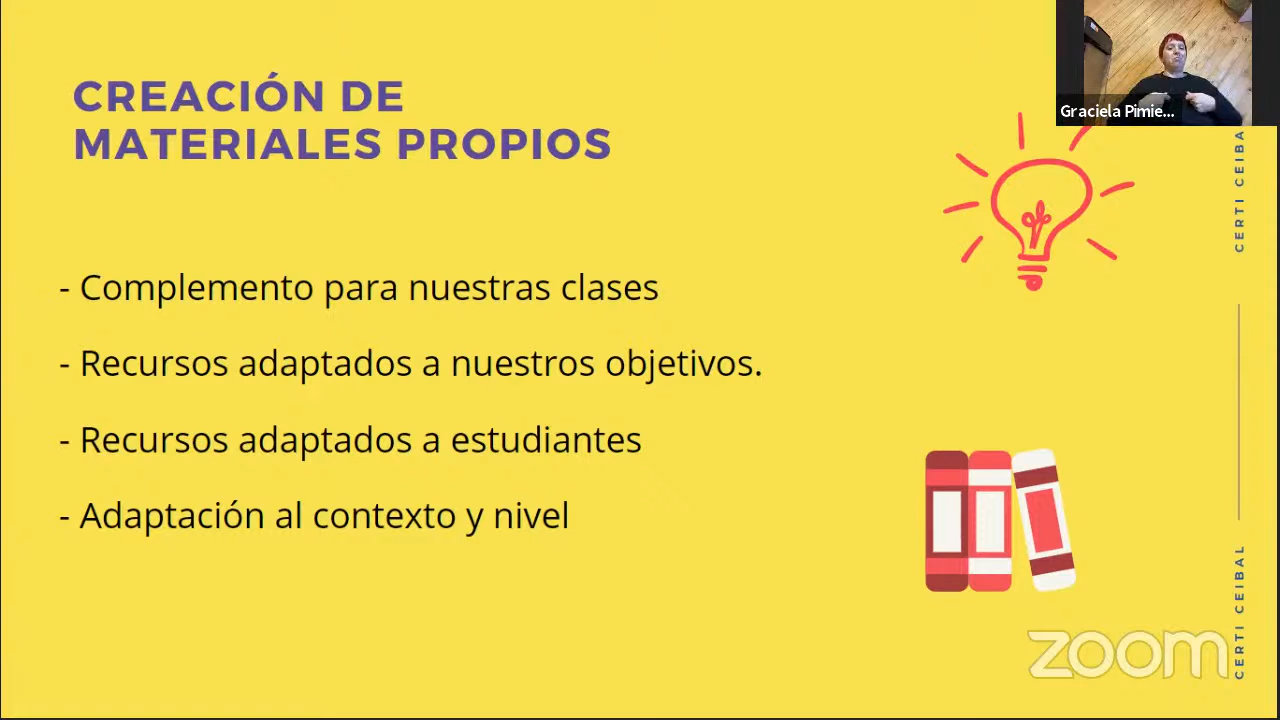 CREACIÓN DE
MATERIALES PROPIOS
- Complemento para nuestras clases
- Recursos adaptados a nuestros objetivos.
- Recursos adaptados a estudiantes
- Adaptación al contexto y nivel
Graciela Pimie...
CERTI CEIBA
CERTI CEIBAL
zoom